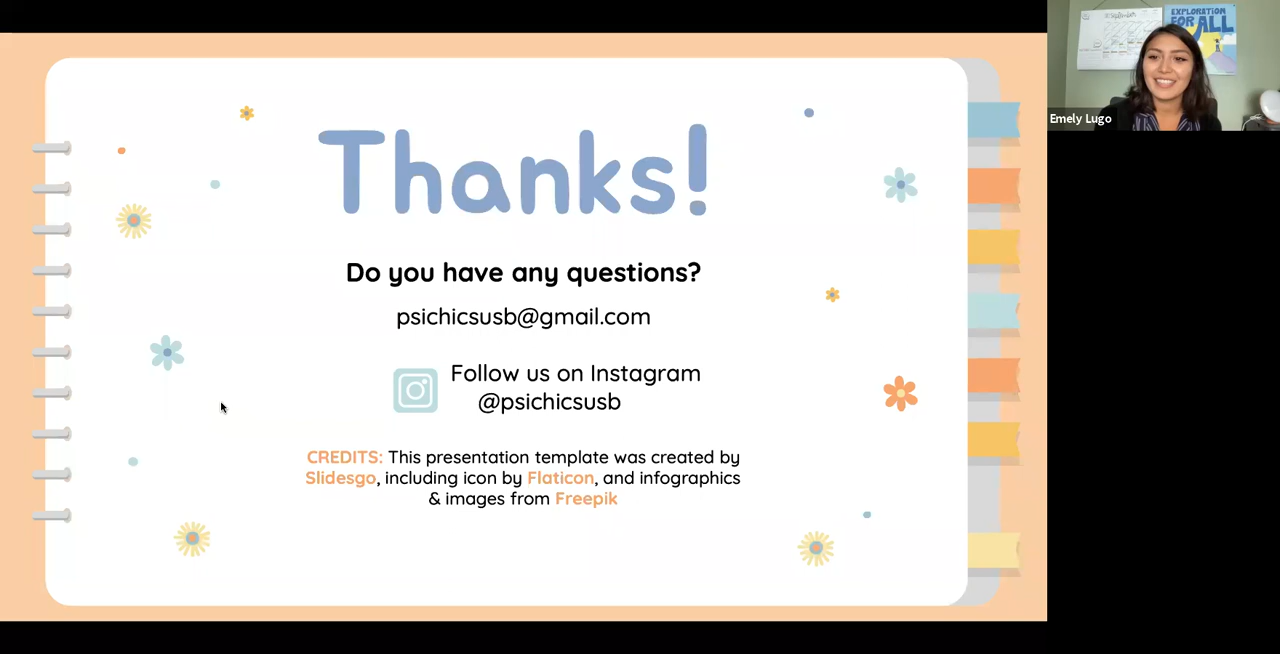 Thanks!
Do you have any questions?
psichicsusb@gmail.com
Follow us on Instagram
@psichicsusb
CREDITS: This presentation template was created by
Slidesgo, including icon by Flaticon, and infographics
& images from Freepik
EXPLORATION
FOR ALL
Emely Lugo